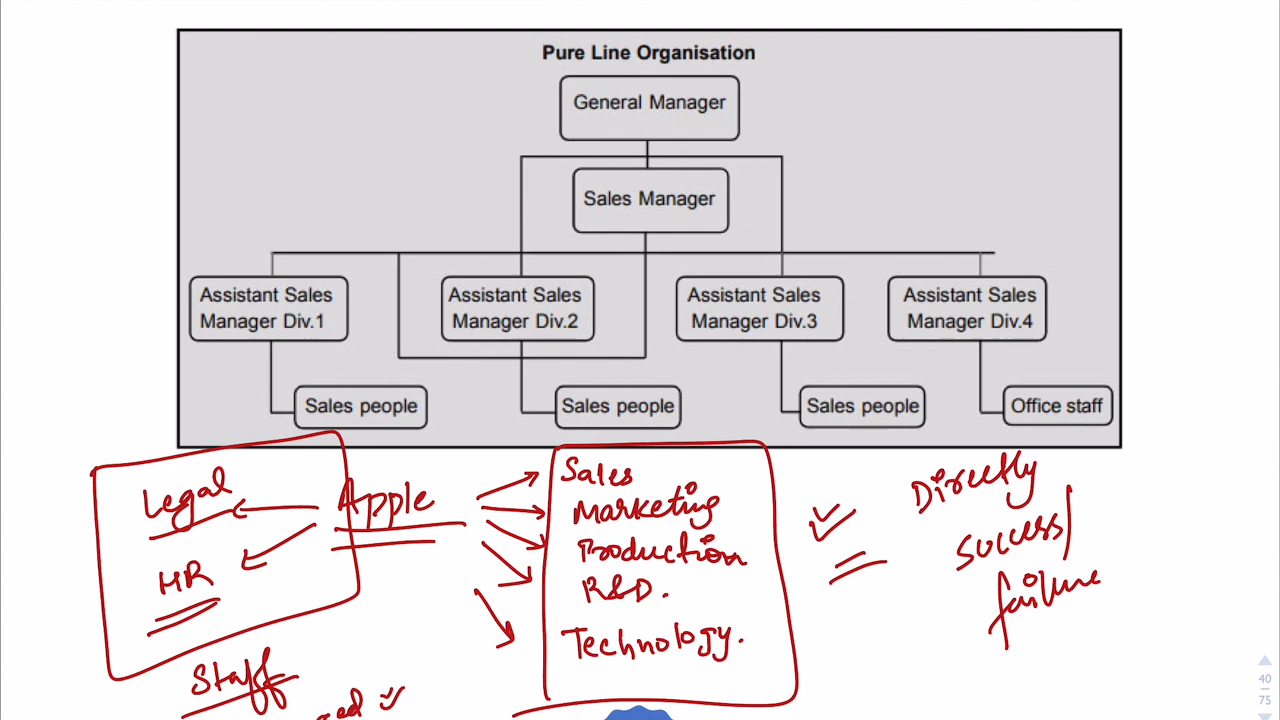 Pure Line Organisation
General Manager
Sales Manager
Assistant Sales
Manager Div.1
Assistant Sales
Manager Div.2
Assistant Sales
Manager Div.3
Assistant Sales
Manager Div.4
Sales people
Sales people
Sales people
Office staff
Legal
HR
Staff
Apple
Sales
Marketing
Production
R&D.
Technology.
Directly
success/
failure
40
75